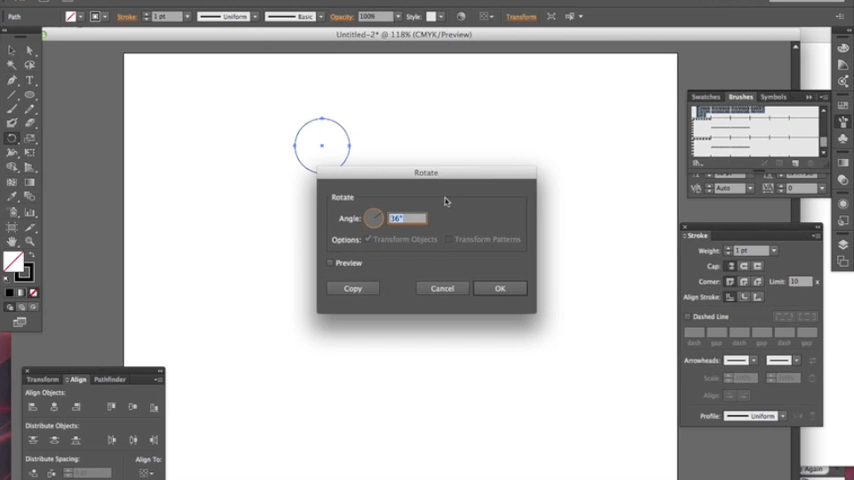 Path
Stroke:
1 pt
Uniform
Basic
Opacity:
100%
Style:
Transform
Untitled-2* @ 118% (CMYK/Preview)
Swatches
Brushes
Symbols
Auto
0
Rotate
Rotate
Angle:
36°
Options:
Transform Objects
Transform Patterns
Preview
Copy
Cancel
OK
Stroke
Weight:
1 pt
Cap:
Corner:
Limit:
10
x
Align Stroke:
Dashed Line
dash
gap
dash
gap
dash
gap
Arrowheads:
Scale:
Align:
Profile:
Uniform
Transform
Align
Pathfinder
Align Objects:
Distribute Objects:
Distribute Spacing:
Align To:
Again